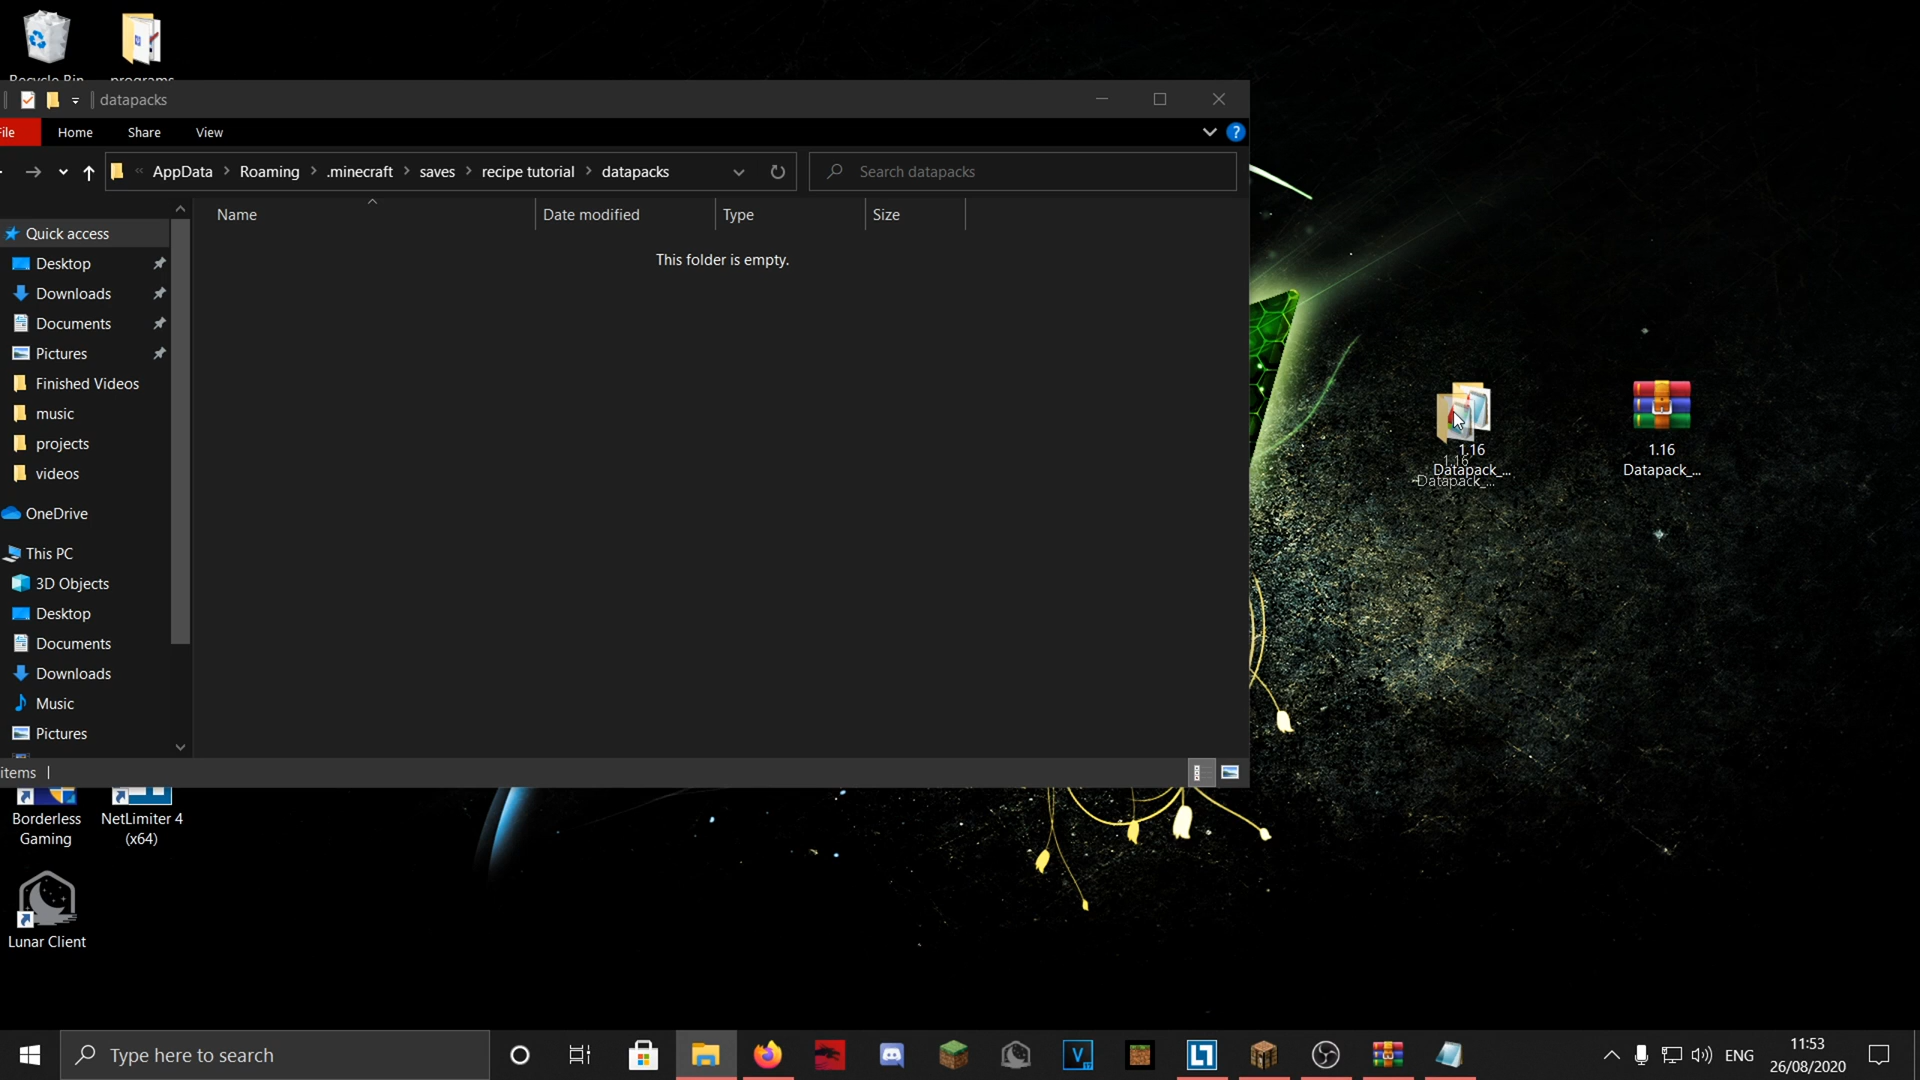 Recycle Bin
programs
datapacks
File
Home
Share
View
« AppData > Roaming > .minecraft > saves > recipe tutorial > datapacks
Search datapacks
Name
Date modified
Type
Size
This folder is empty.
Quick access
Desktop
Downloads
Documents
Pictures
Finished Videos
music
projects
videos
OneDrive
This PC
3D Objects
Desktop
Documents
Downloads
Music
Pictures
items
1.16
Datapack_...
1.16
Datapack_...
1.16
Datapack_...
Borderless
Gaming
NetLimiter 4
(x64)
Lunar Client
Type here to search
ENG
11:53
26/08/2020